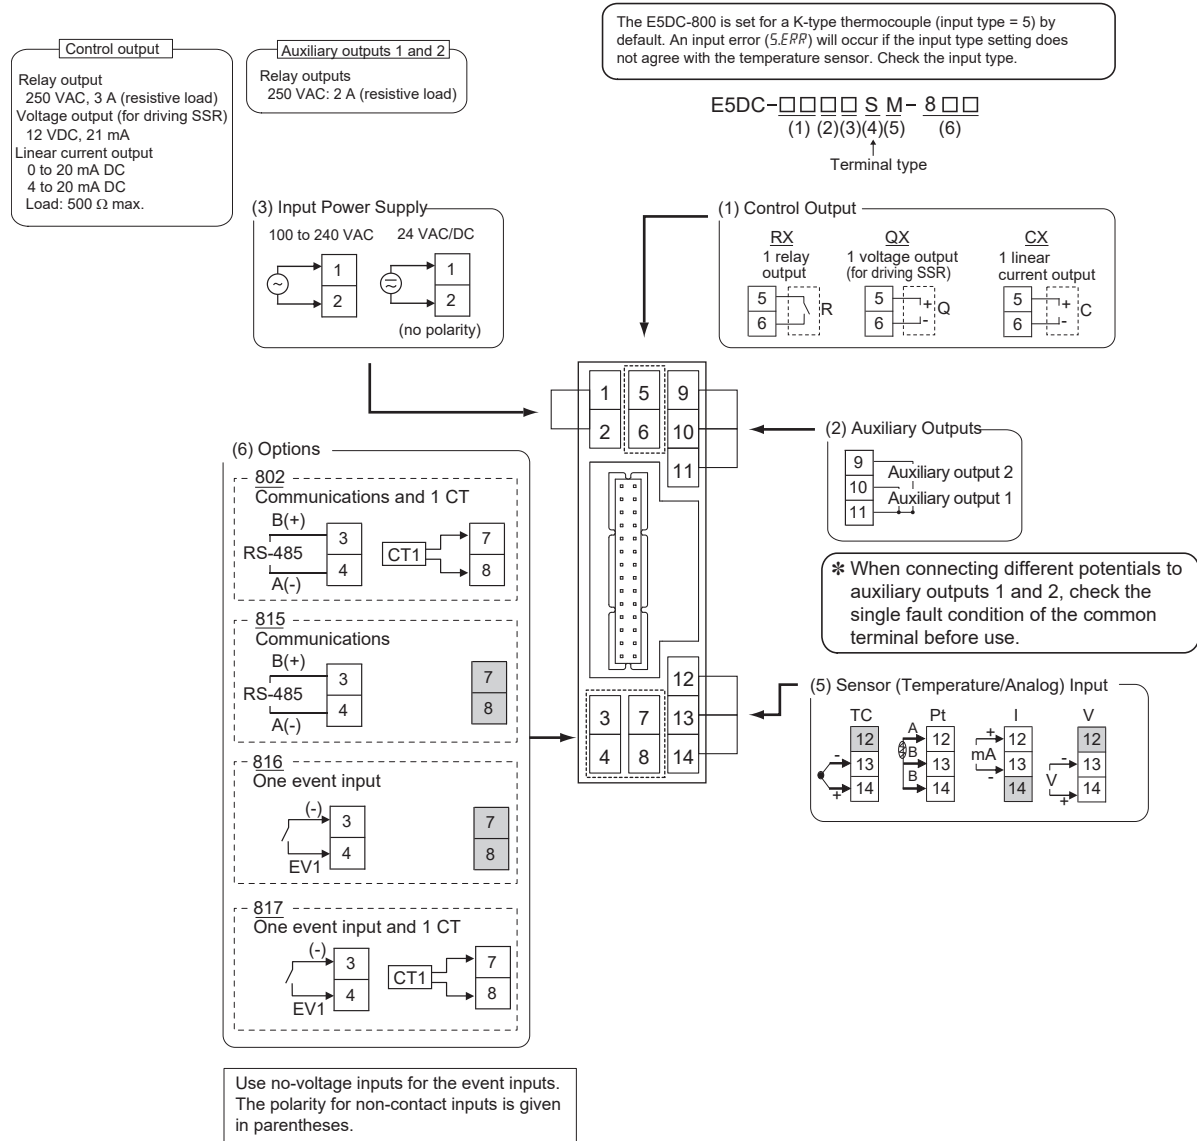 The E5DC-800 is set for a K-type thermocouple (input type = 5) by
default. An input error (S.ERR) will occur if the input type setting does
not agree with the temperature sensor. Check the input type.
Control output
Relay output
250 VAC, 3 A (resistive load)
Voltage output (for driving SSR)
12 VDC, 21 mA
Linear current output
0 to 20 mA DC
4 to 20 mA DC
Load: 500 Ω max.
Auxiliary outputs 1 and 2
Relay outputs
250 VAC: 2 A (resistive load)
E5DC-□□□□ S M- 8 □□
(1) (2)(3)(4)(5) (6)
Terminal type
(3) Input Power Supply
100 to 240 VAC 24 VAC/DC
1 1
2 2
(no polarity)
(1) Control Output
RX QX CX
1 relay
output
1 voltage output
(for driving SSR)
1 linear
current output
5
6
R
5 +
6 -
Q
5 +
6 -
C
1 5 9
2 6 10
11
12
3 7 13
4 8 14
(2) Auxiliary Outputs
9
Auxiliary output 2
10
Auxiliary output 1
11
* When connecting different potentials to
auxiliary outputs 1 and 2, check the
single fault condition of the common
terminal before use.
(5) Sensor (Temperature/Analog) Input
TC Pt I V
12
- 13
+ 14
A 12
B 13
B 14
+ 12
mA
- 13
14
12
- 13
V
+ 14
(6) Options
802
Communications and 1 CT
B(+)
RS-485
A(-)
3
4
CT1
7
8
815
Communications
B(+)
RS-485
A(-)
3
4
7
8
816
One event input
(-)
3
4
EV1
7
8
817
One event input and 1 CT
(-)
3
4
EV1
CT1
7
8
Use no-voltage inputs for the event inputs.
The polarity for non-contact inputs is given
in parentheses.